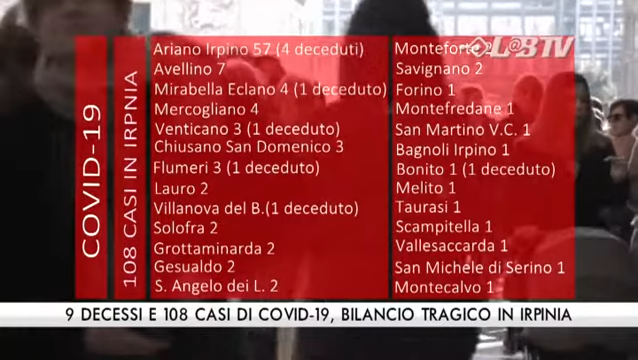 L@BTV
COVID-19
108 CASI IN IRPNIA
Ariano Irpino 57 (4 deceduti)
Avellino 7
Mirabella Eclano 4 (1 deceduto)
Mercogliano 4
Venticano 3 (1 deceduto)
Chiusano San Domenico 3
Flumeri 3 (1 deceduto)
Lauro 2
Villanova del B.(1 deceduto)
Solofra 2
Grottaminarda 2
Gesualdo 2
S. Angelo dei L. 2
Monteforte 2
Savignano 2
Forino 1
Montefredane 1
San Martino V.C. 1
Bagnoli Irpino 1
Bonito 1 (1 deceduto)
Melito 1
Taurasi 1
Scampitella 1
Vallesaccarda 1
San Michele di Serino 1
Montecalvo 1
9 DECESSI E 108 CASI DI COVID-19, BILANCIO TRAGICO IN IRPINIA